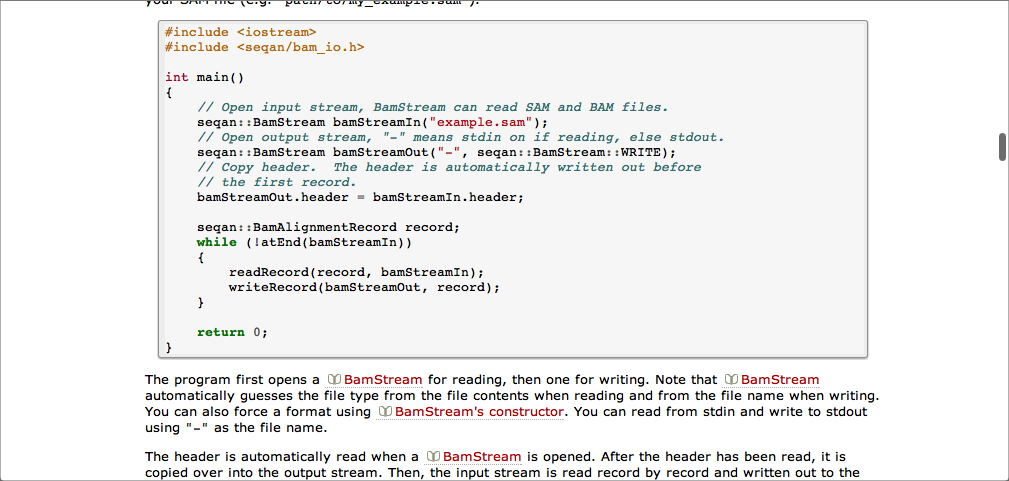 your SAM file (e.g. "path/to/my_example.sam").
#include <iostream>
#include <seqan/bam_io.h>
int main()
{
    // Open input stream, BamStream can read SAM and BAM files.
    seqan::BamStream bamStreamIn("example.sam");
    // Open output stream, "-" means stdin on if reading, else stdout.
    seqan::BamStream bamStreamOut("-", seqan::BamStream::WRITE);
    // Copy header.  The header is automatically written out before
    // the first record.
    bamStreamOut.header = bamStreamIn.header;
    seqan::BamAlignmentRecord record;
    while (!atEnd(bamStreamIn))
    {
        readRecord(record, bamStreamIn);
        writeRecord(bamStreamOut, record);
    }
    return 0;
}
The program first opens a BamStream for reading, then one for writing. Note that BamStream
automatically guesses the file type from the file contents when reading and from the file name when writing.
You can also force a format using BamStream's constructor. You can read from stdin and write to stdout
using "-" as the file name.
The header is automatically read when a BamStream is opened. After the header has been read, it is
copied over into the output stream. Then, the input stream is read record by record and written out to the